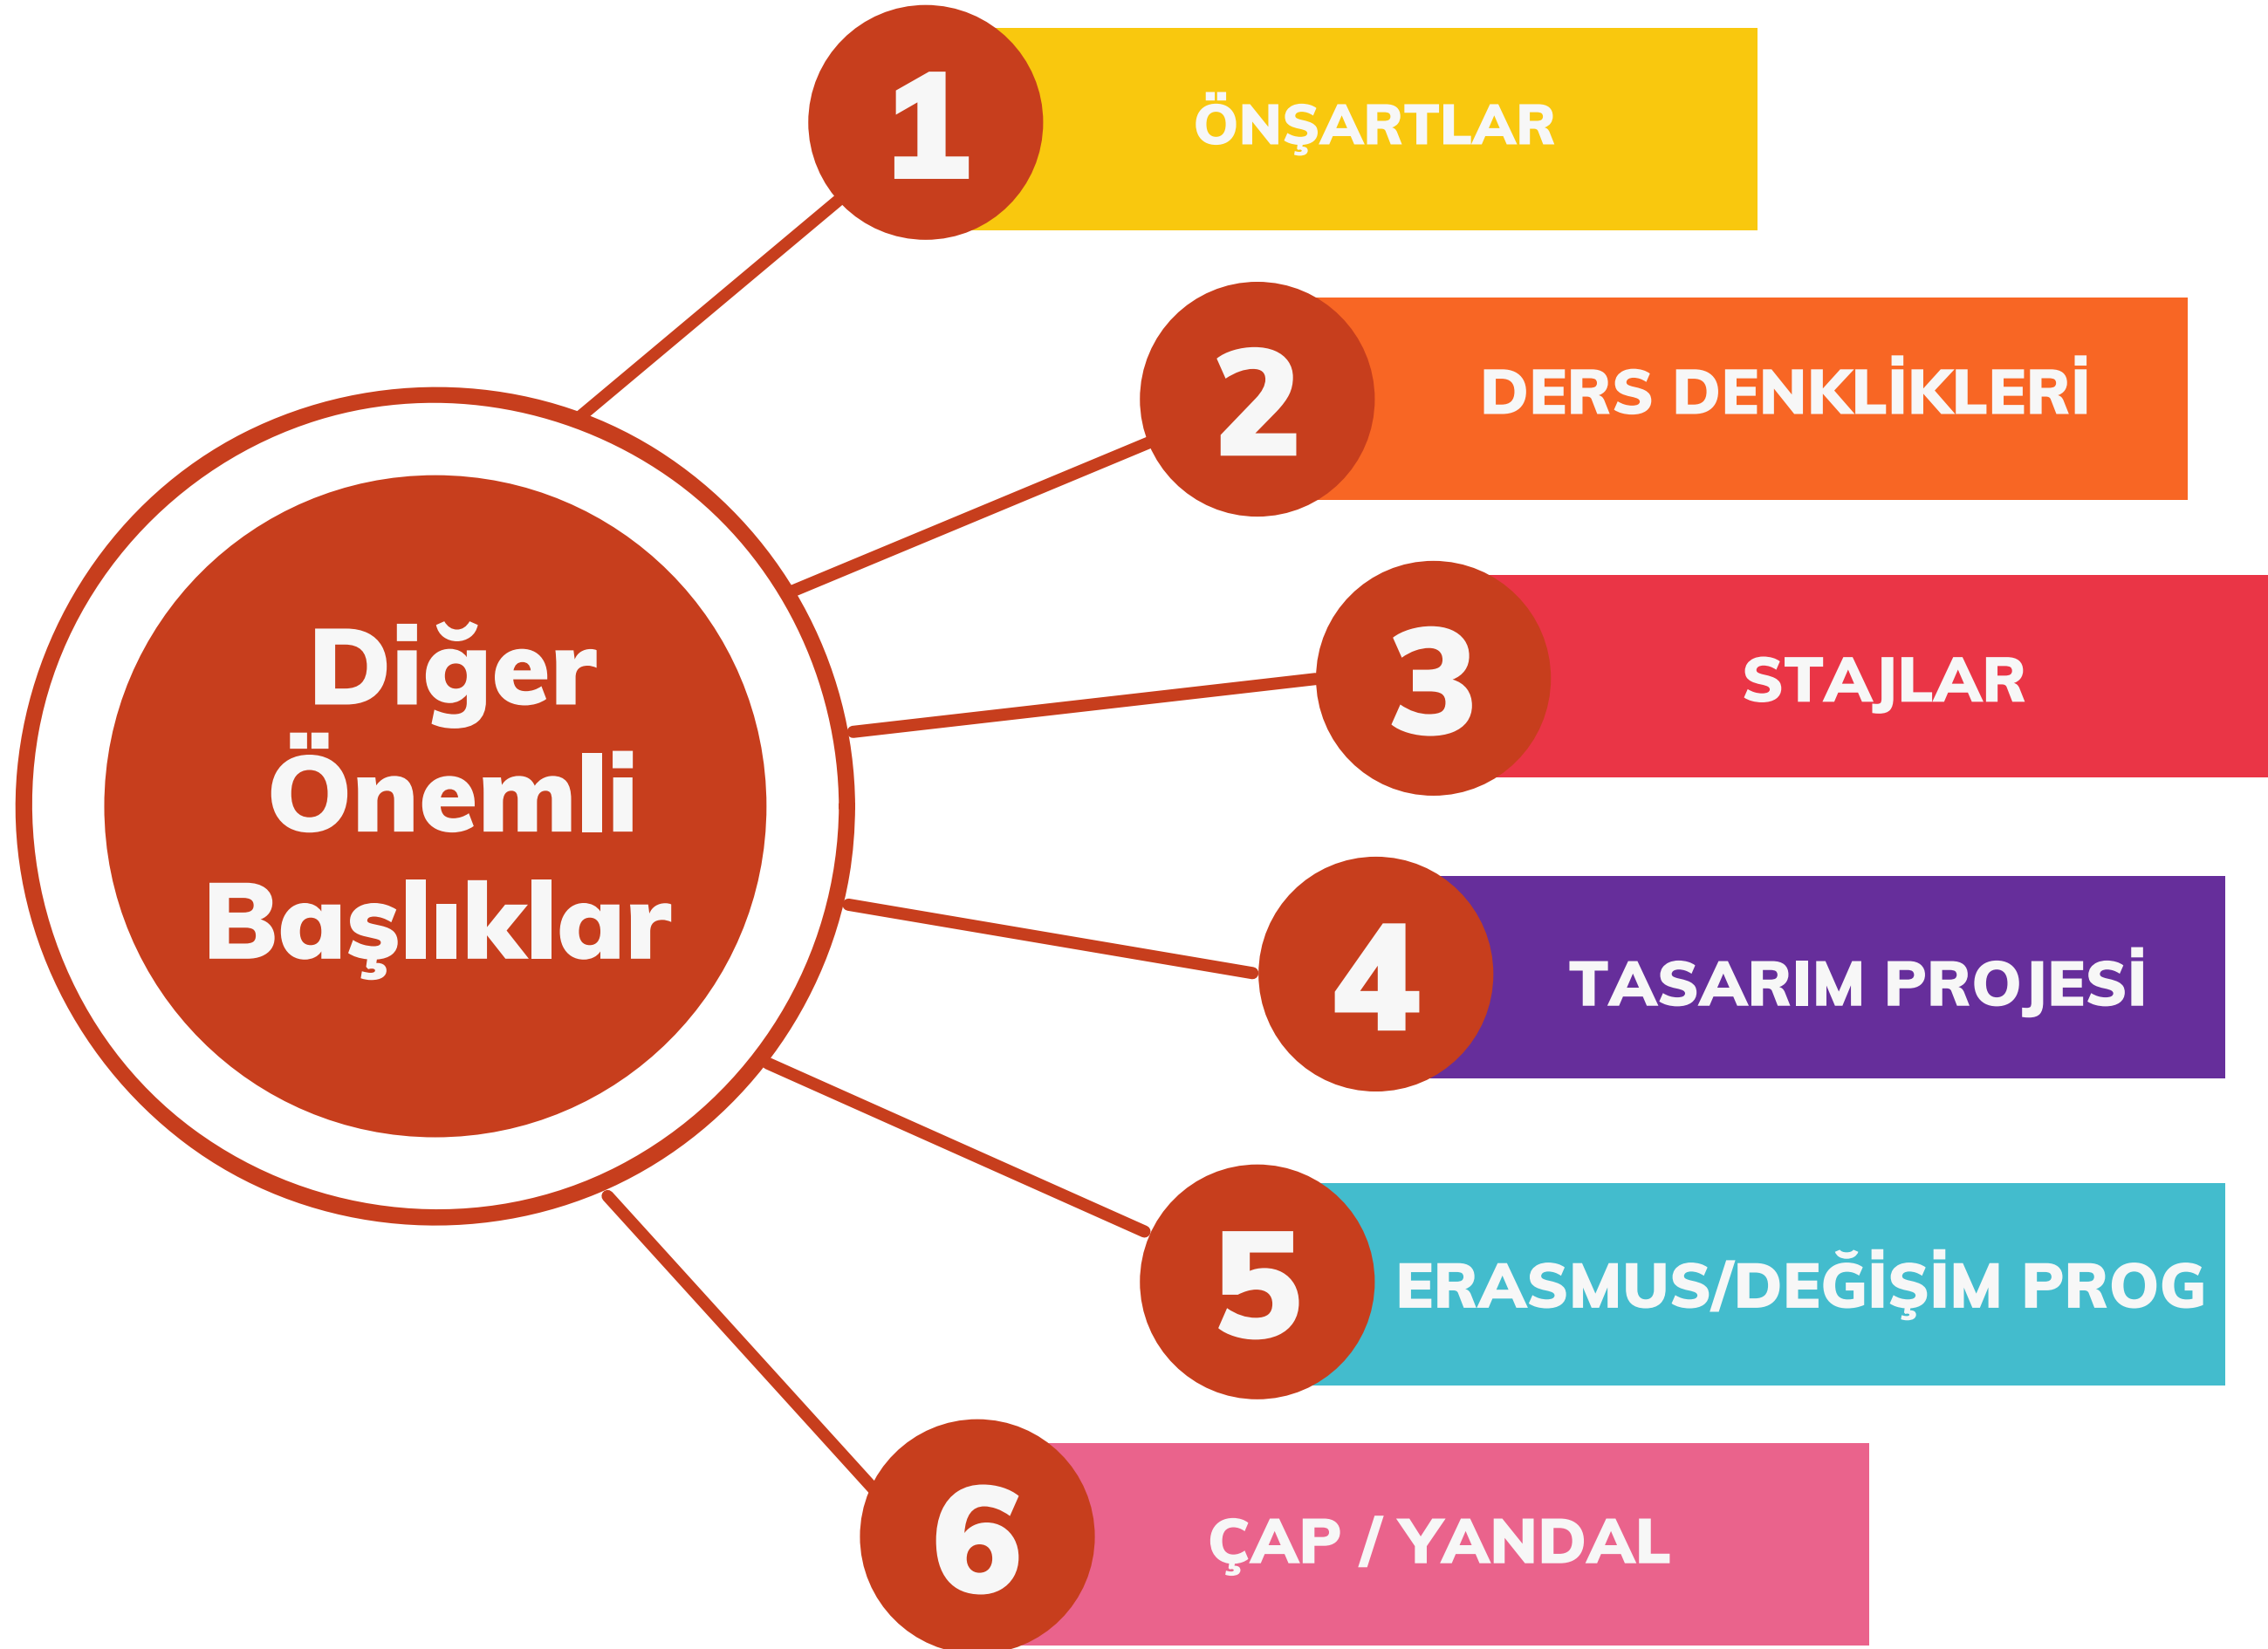 Diğer
Önemli
Başlıklar
1
ÖNŞARTLAR
2
DERS DENKLİKLERİ
3
STAJLAR
4
TASARIM PROJESİ
5
ERASMUS/DEĞİŞİM PROG
6
ÇAP / YANDAL